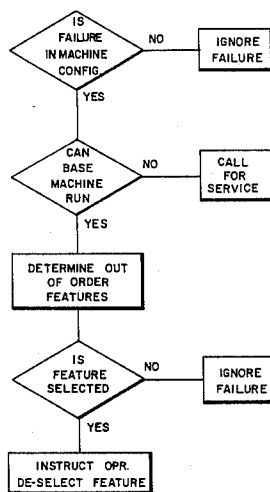 IS
FAILURE
IN MACHINE
CONFIG
NO
IGNORE
FAILURE
YES
CAN
BASE
MACHINE
RUN
NO
CALL
FOR
SERVICE
YES
DETERMINE OUT
OF ORDER
FEATURES
IS
FEATURE
SELECTED
NO
IGNORE
FAILURE
YES
INSTRUCT OPR.
DE-SELECT FEATURE